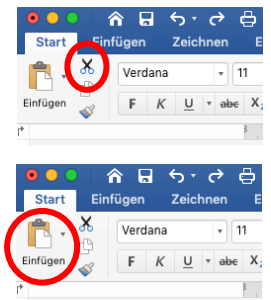 Start Einfügen Zeichnen E
Verdana 11
Einfügen F K U abc X
Start Einfügen Zeichnen E
Verdana 11
Einfügen F K U abc X